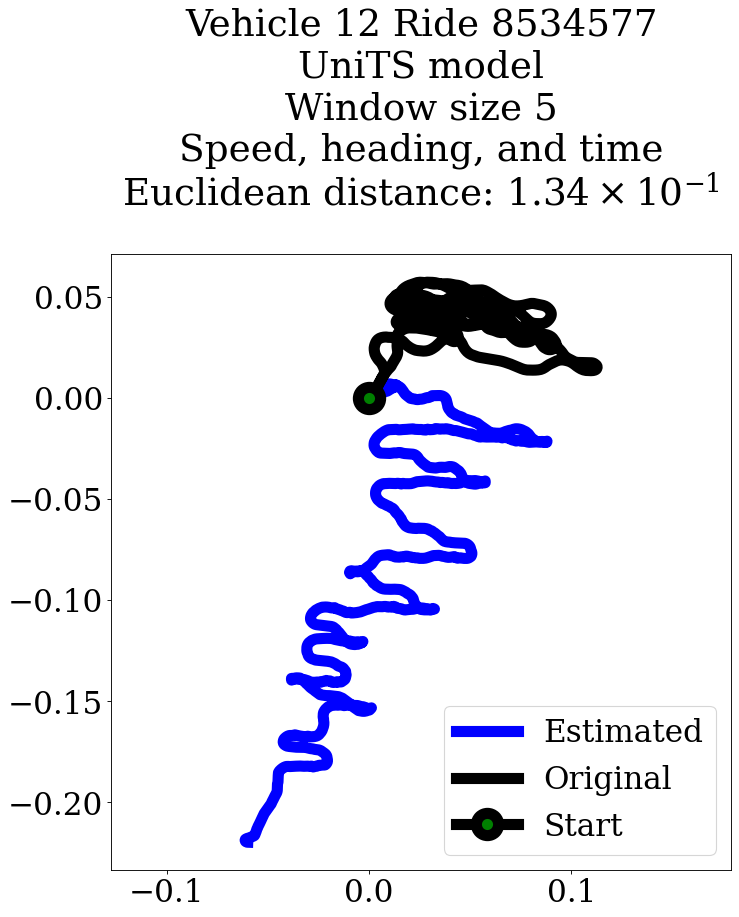 Vehicle 12 Ride 8534577
UniTS model
Window size 5
Speed, heading, and time
Euclidean distance: $1.34 \times 10^{-1}$
0.05
0.00
−0.05
−0.10
−0.15
−0.20
Estimated
Original
Start
−0.1
0.0
0.1